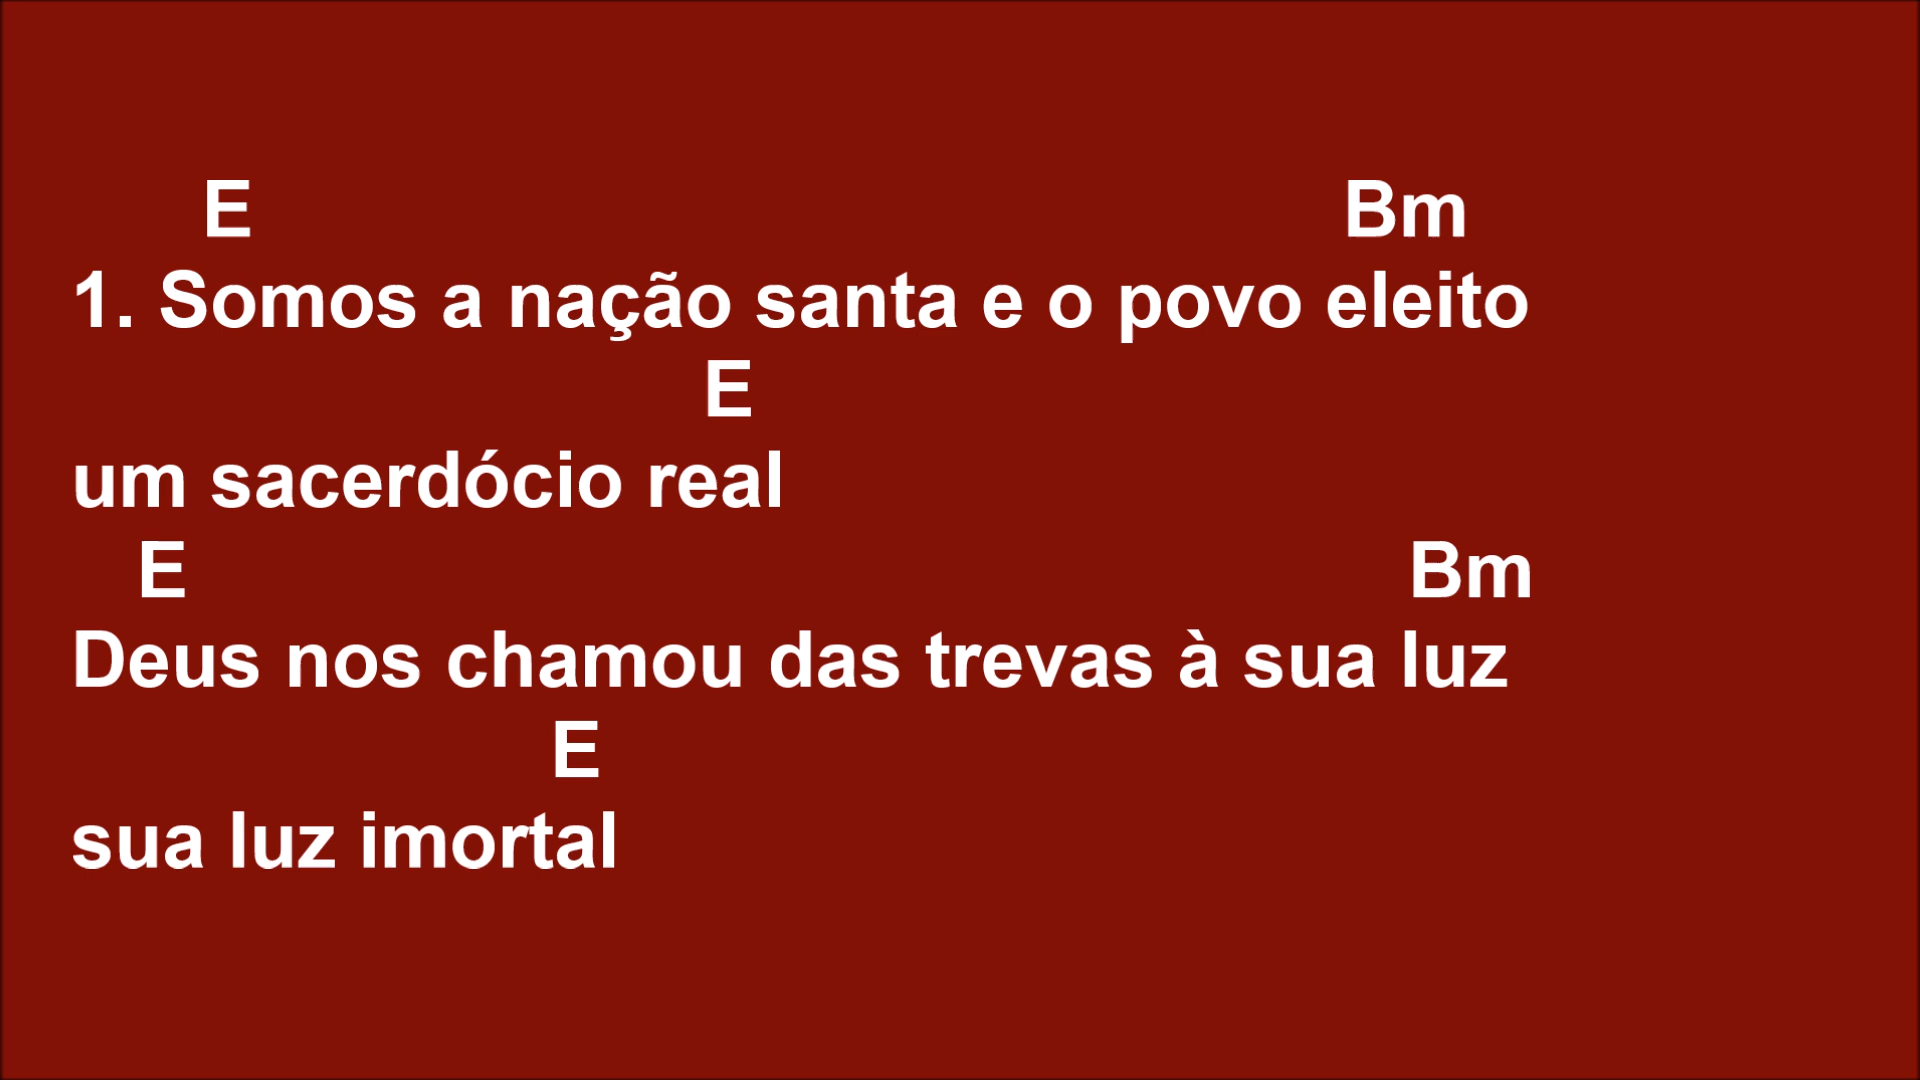 E Bm
1. Somos a nação santa e o povo eleito
E
um sacerdócio real
E Bm
Deus nos chamou das trevas à sua luz
E
sua luz imortal